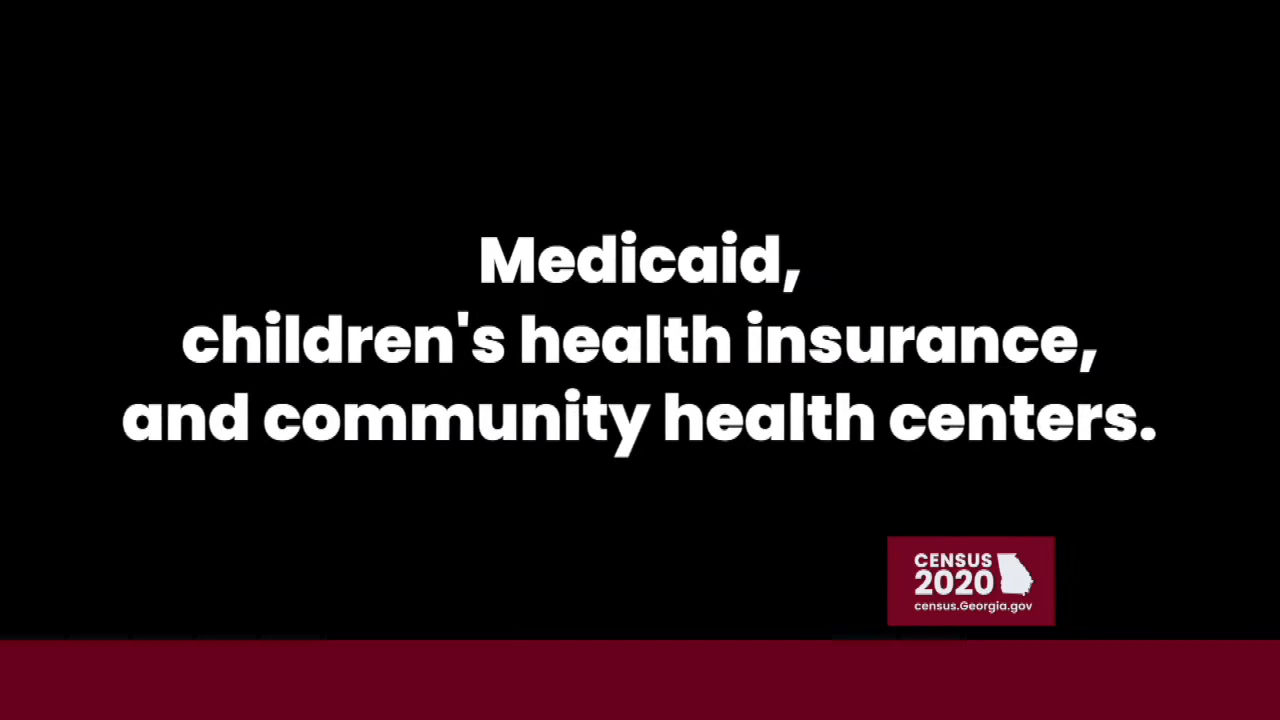 Medicaid,
children's health insurance,
and community health centers.
CENSUS
2020
census.Georgia.gov